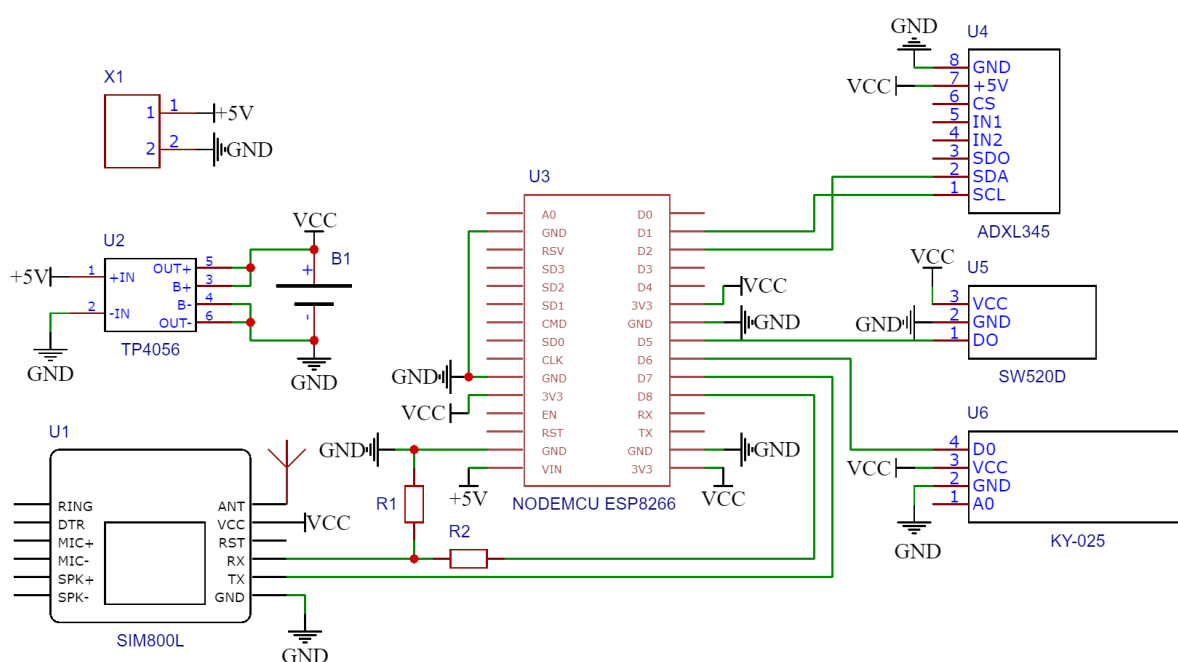 X1
1 1 +5V
2 2 GND
U2
+5V 1 +IN OUT+ 5
B+ 3
B- 4
GND 2 -IN OUT- 6
TP4056
VCC
B1
+
-
GND
U1
RING ANT
DTR VCC VCC
MIC+ RST
MIC- RX
SPK+ TX
SPK- GND
SIM800L
GND
R1
R2
U3
A0 D0
GND D1
RSV D2
SD3 D3
SD2 D4
SD1 3V3 VCC
CMD GND GND
SD0 D5
CLK D6
GND GND D7
VCC 3V3 D8
EN RX
RST TX
GND GND GND GND
+5V VIN 3V3 VCC
NODEMCU ESP8266
GND
U4
8 GND
VCC 7 +5V
6 CS
5 IN1
4 IN2
3 SDO
2 SDA
1 SCL
ADXL345
VCC
U5
3 VCC
GND 2 GND
1 DO
SW520D
U6
4 D0
VCC 3 VCC
2 GND
1 A0
GND
KY-025